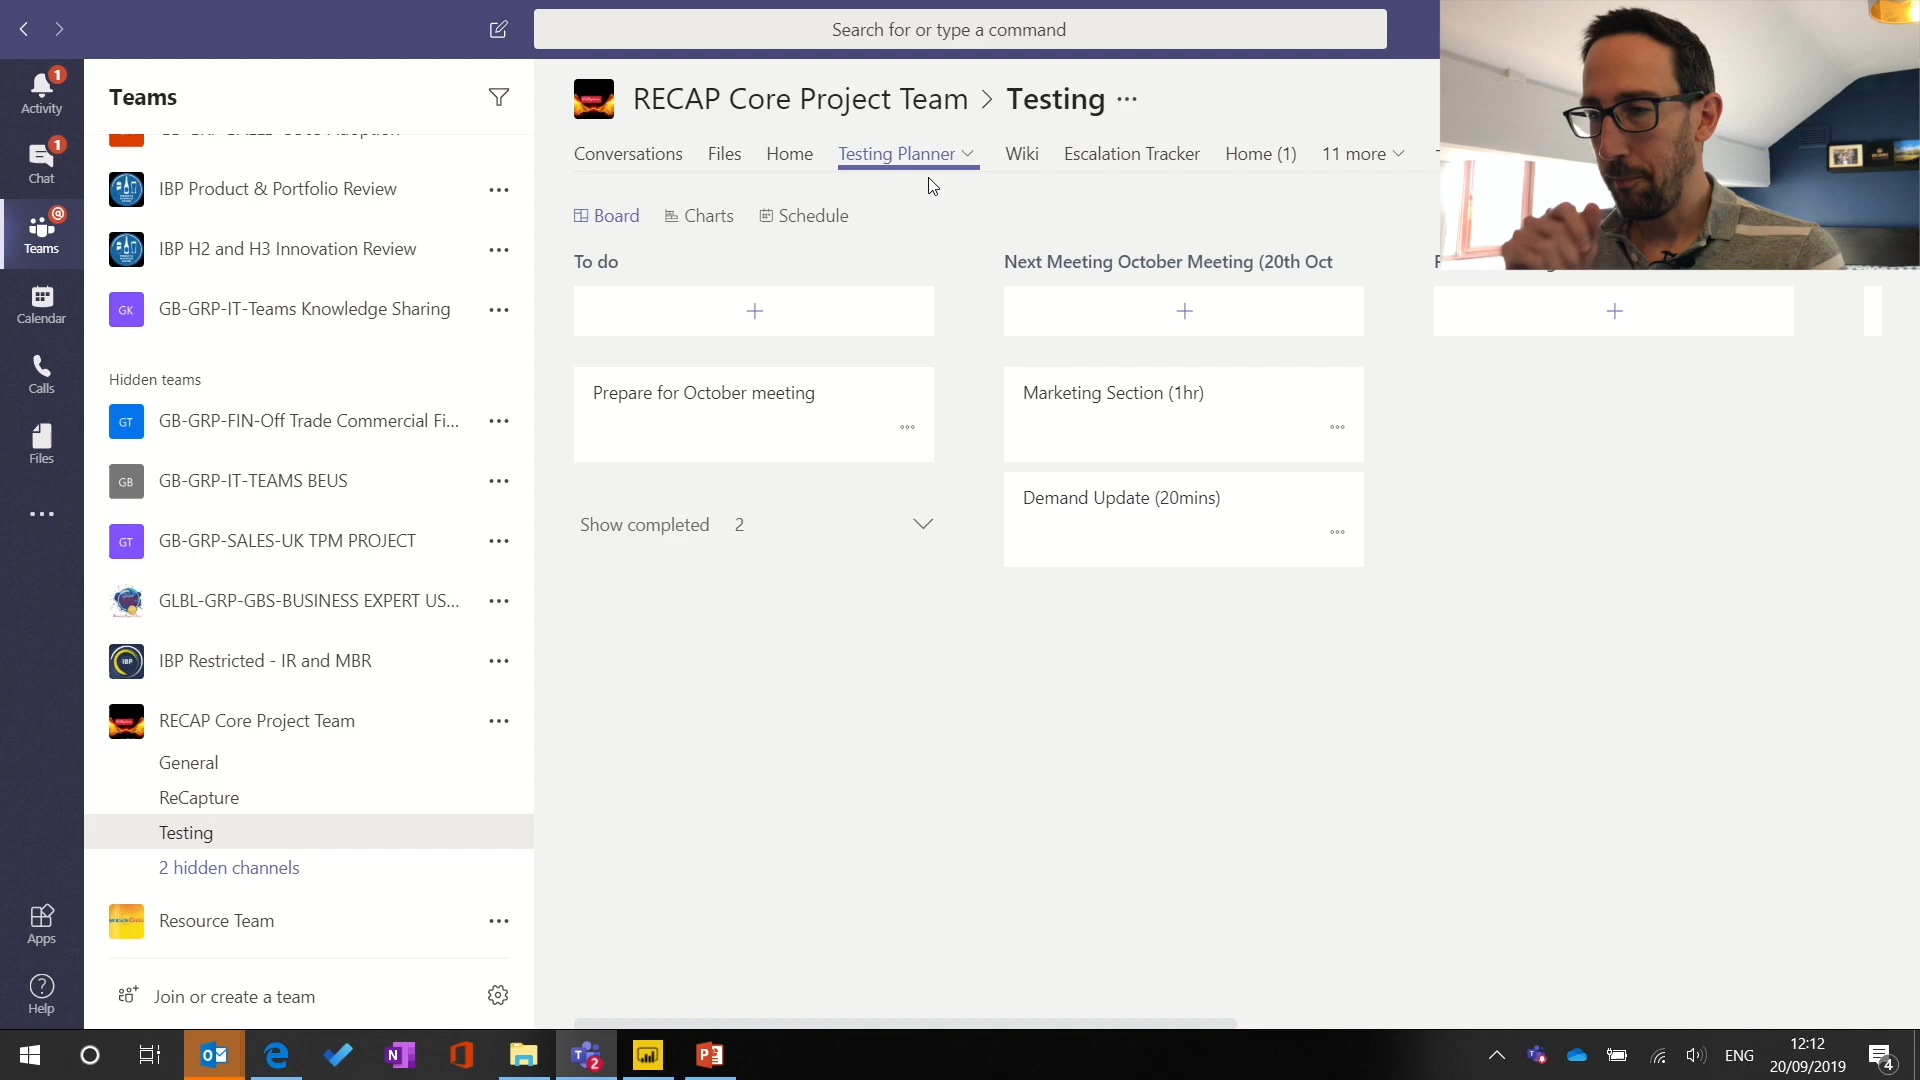 Search for or type a command
Activity
1
Chat
1
Teams
Calendar
Calls
Files
Apps
Help
Teams
IBP Product & Portfolio Review
IBP H2 and H3 Innovation Review
GK
GB-GRP-IT-Teams Knowledge Sharing
Hidden teams
GT
GB-GRP-FIN-Off Trade Commercial Fi...
GB
GB-GRP-IT-TEAMS BEUS
GT
GB-GRP-SALES-UK TPM PROJECT
GLBL-GRP-GBS-BUSINESS EXPERT US...
IBP
IBP Restricted - IR and MBR
RECAP Core Project Team
General
ReCapture
Testing
2 hidden channels
Resource Team
Join or create a team
RECAP Core Project Team > Testing ...
Conversations Files Home Testing Planner Wiki Escalation Tracker Home (1) 11 more
Board Charts Schedule
To do
Next Meeting October Meeting (20th Oct
Prepare for October meeting
Marketing Section (1hr)
Show completed 2
Demand Update (20mins)
2
ENG
12:12
20/09/2019
4